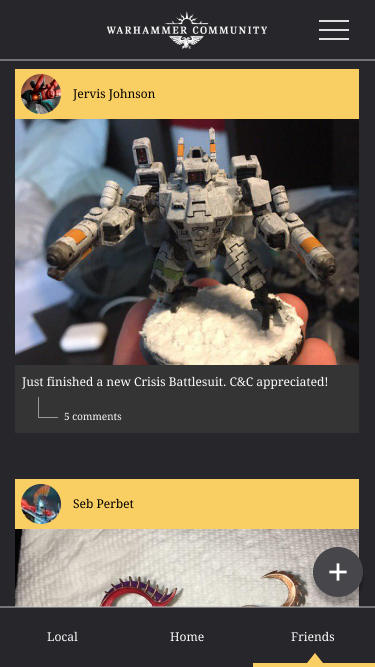 WARHAMMER COMMUNITY
Jervis Johnson
Just finished a new Crisis Battlesuit. C&C appreciated!
5 comments
Seb Perbet
Local
Home
Friends